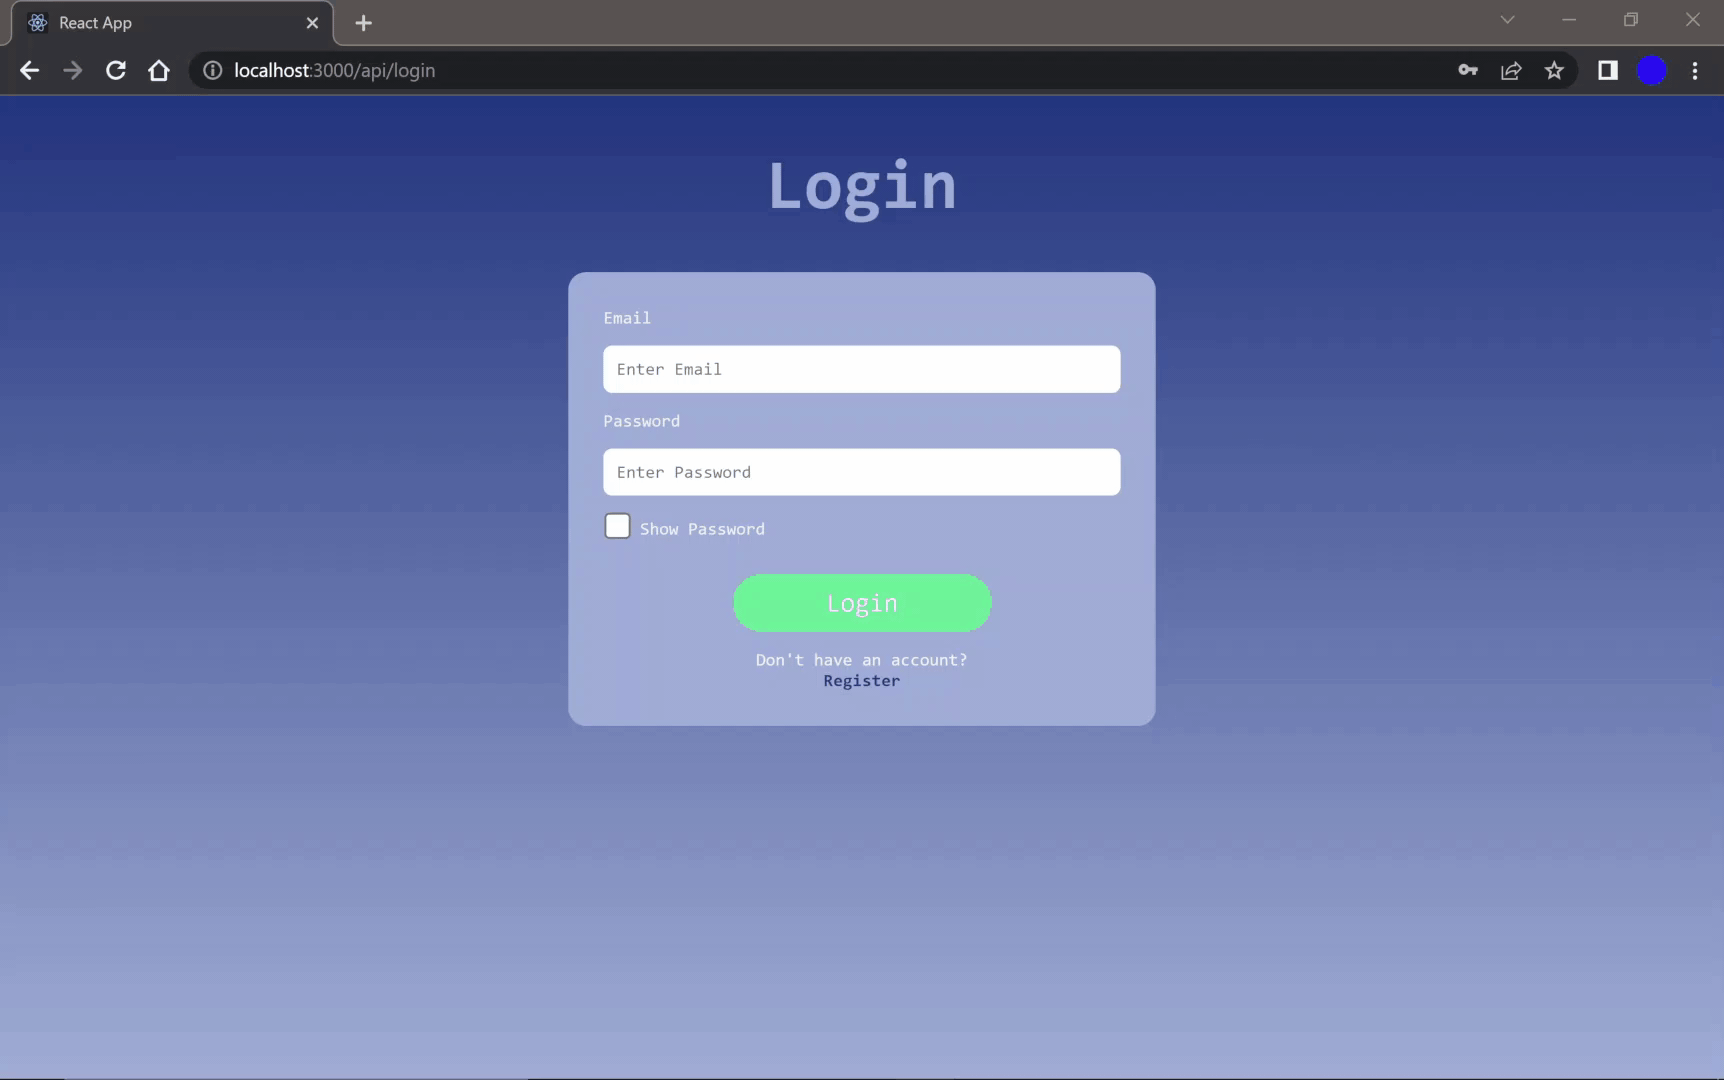 React App
localhost:3000/api/login
Login
Email
Enter Email
Password
Enter Password
Show Password
Login
Don't have an account?
Register